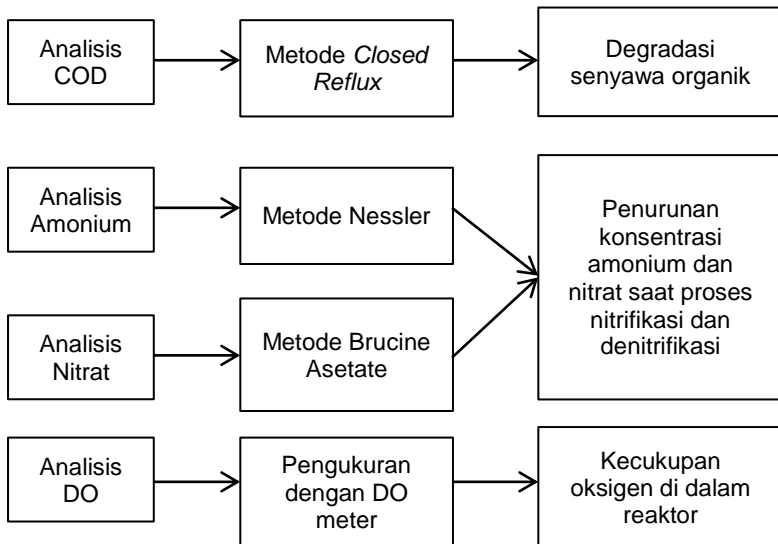 Analisis
COD
Metode Closed
Reflux
Degradasi
senyawa organik
Analisis
Amonium
Metode Nessler
Penurunan
konsentrasi
amonium dan
nitrat saat proses
nitrifikasi dan
denitrifikasi
Analisis
Nitrat
Metode Brucine
Asetate
Analisis
DO
Pengukuran
dengan DO
meter
Kecukupan
oksigen di dalam
reaktor